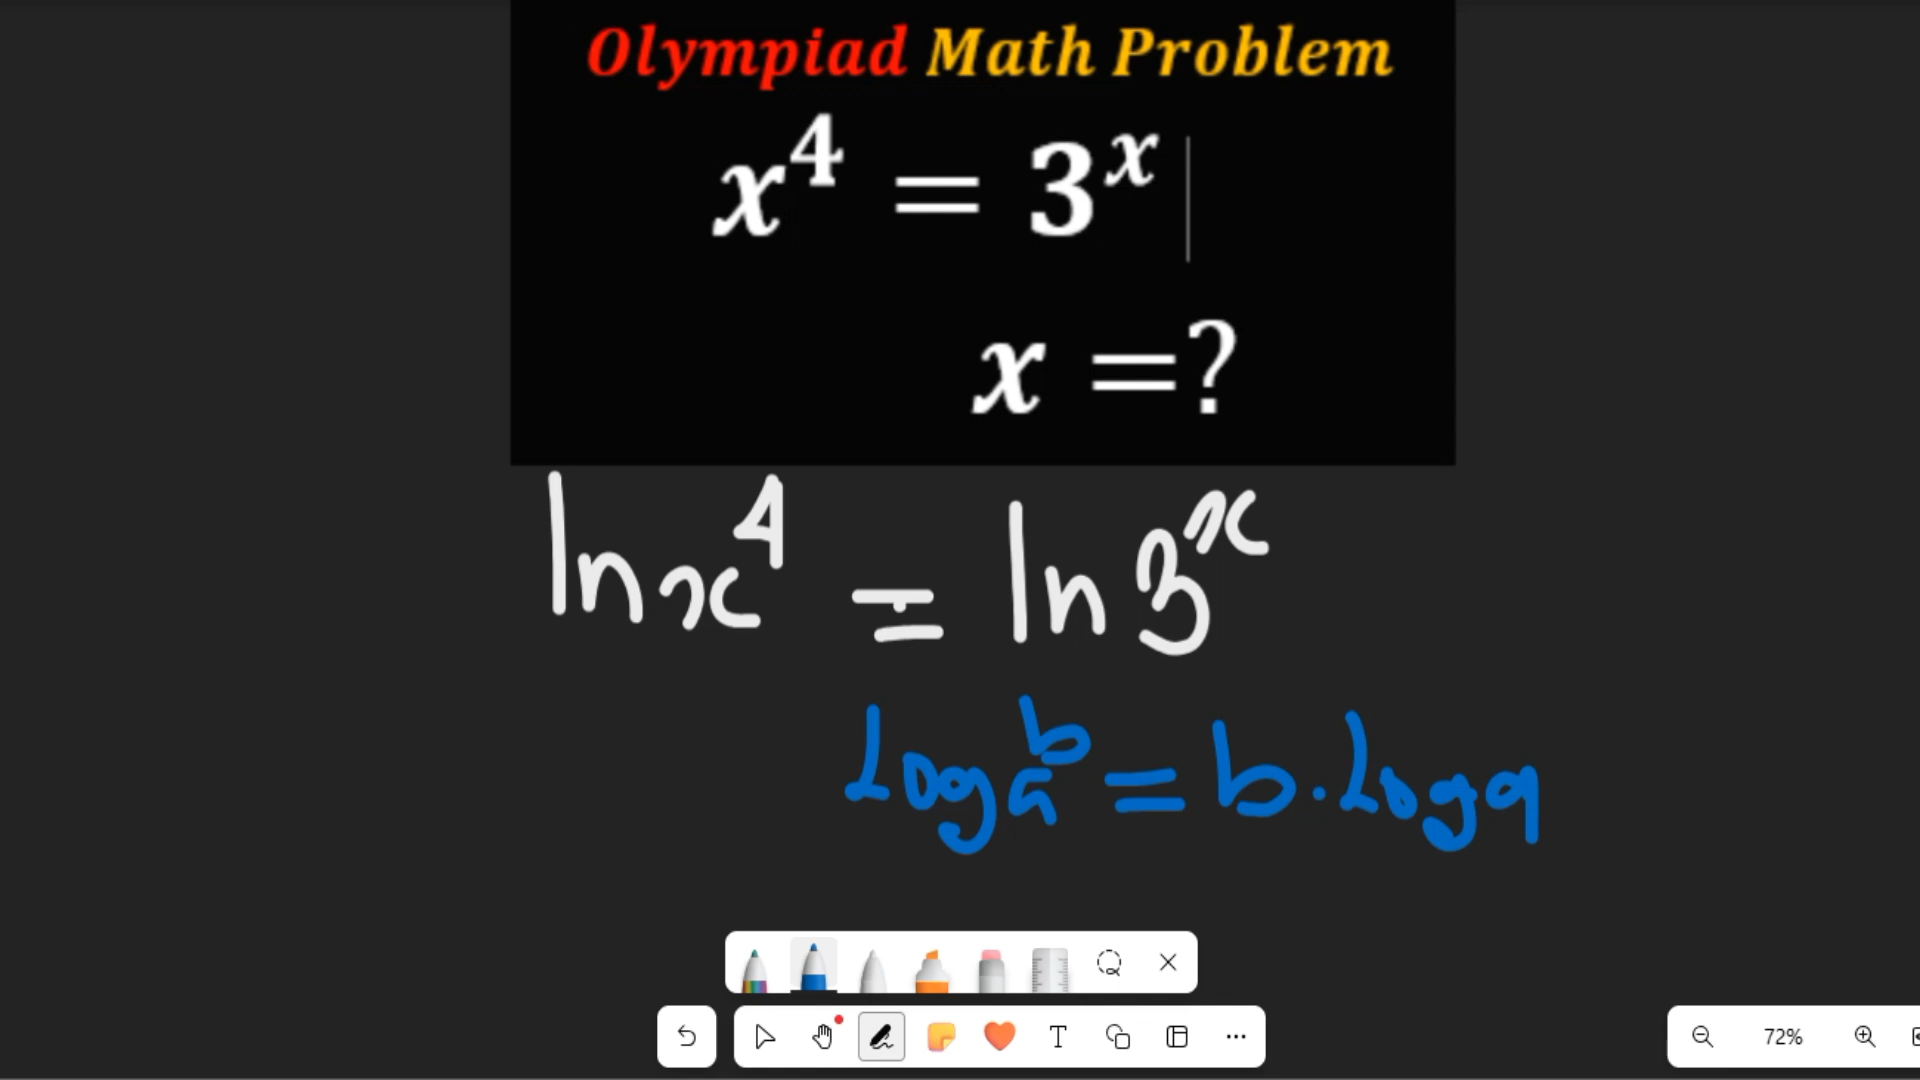 Olympiad Math Problem
x⁴ = 3ˣ
x =?
ln x⁴ = ln 3ˣ
log aᵇ = b . log a
72%